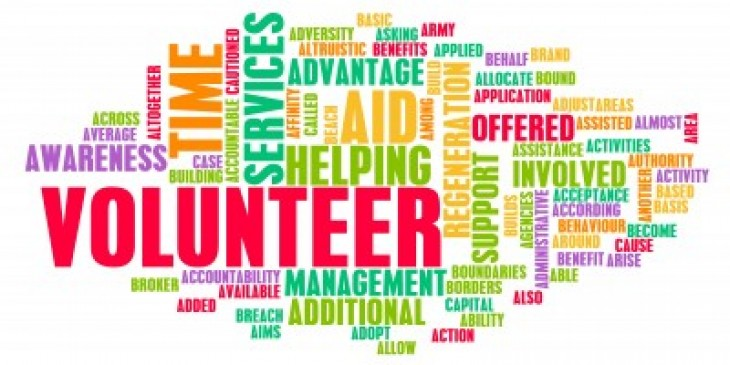 BASIC
ADVERSITY
ASKING
ARMY
ALTRUISTIC
BENEFITS
APPLIED
BEHALF
BRAND
TIME
CAUTIONED
SERVICES
ADVANTAGE
BUILD
ALLOCATE
BOUND
ALTOGETHER
ACCOUNTABLE
AFFINITY
CALLED
BEACH
AID
AMONG
REGENERATION
APPLICATION
ADJUST
AREAS
ACROSS
AVERAGE
OFFERED
ASSISTED
ALMOST
AREA
AWARENESS
CASE
BUILDING
HELPING
SUPPORT
ASSISTANCE
ACTIVITIES
INVOLVED
AUTHORITY
ANOTHER
ACTIVITY
VOLUNTEER
BUILDS
AGENCIES
ADMINISTRATIVE
ACCEPTANCE
BASED
ACCORDING
BASIS
BEHAVIOUR
BECOME
AROUND
CAUSE
BENEFIT
ARISE
BROKER
ACCOUNTABILITY
MANAGEMENT
BOUNDARIES
ABLE
AVAILABLE
BORDERS
ADDED
ADDITIONAL
CAPITAL
ALSO
BREACH
ABILITY
AIMS
ADOPT
ACTION
ALLOW